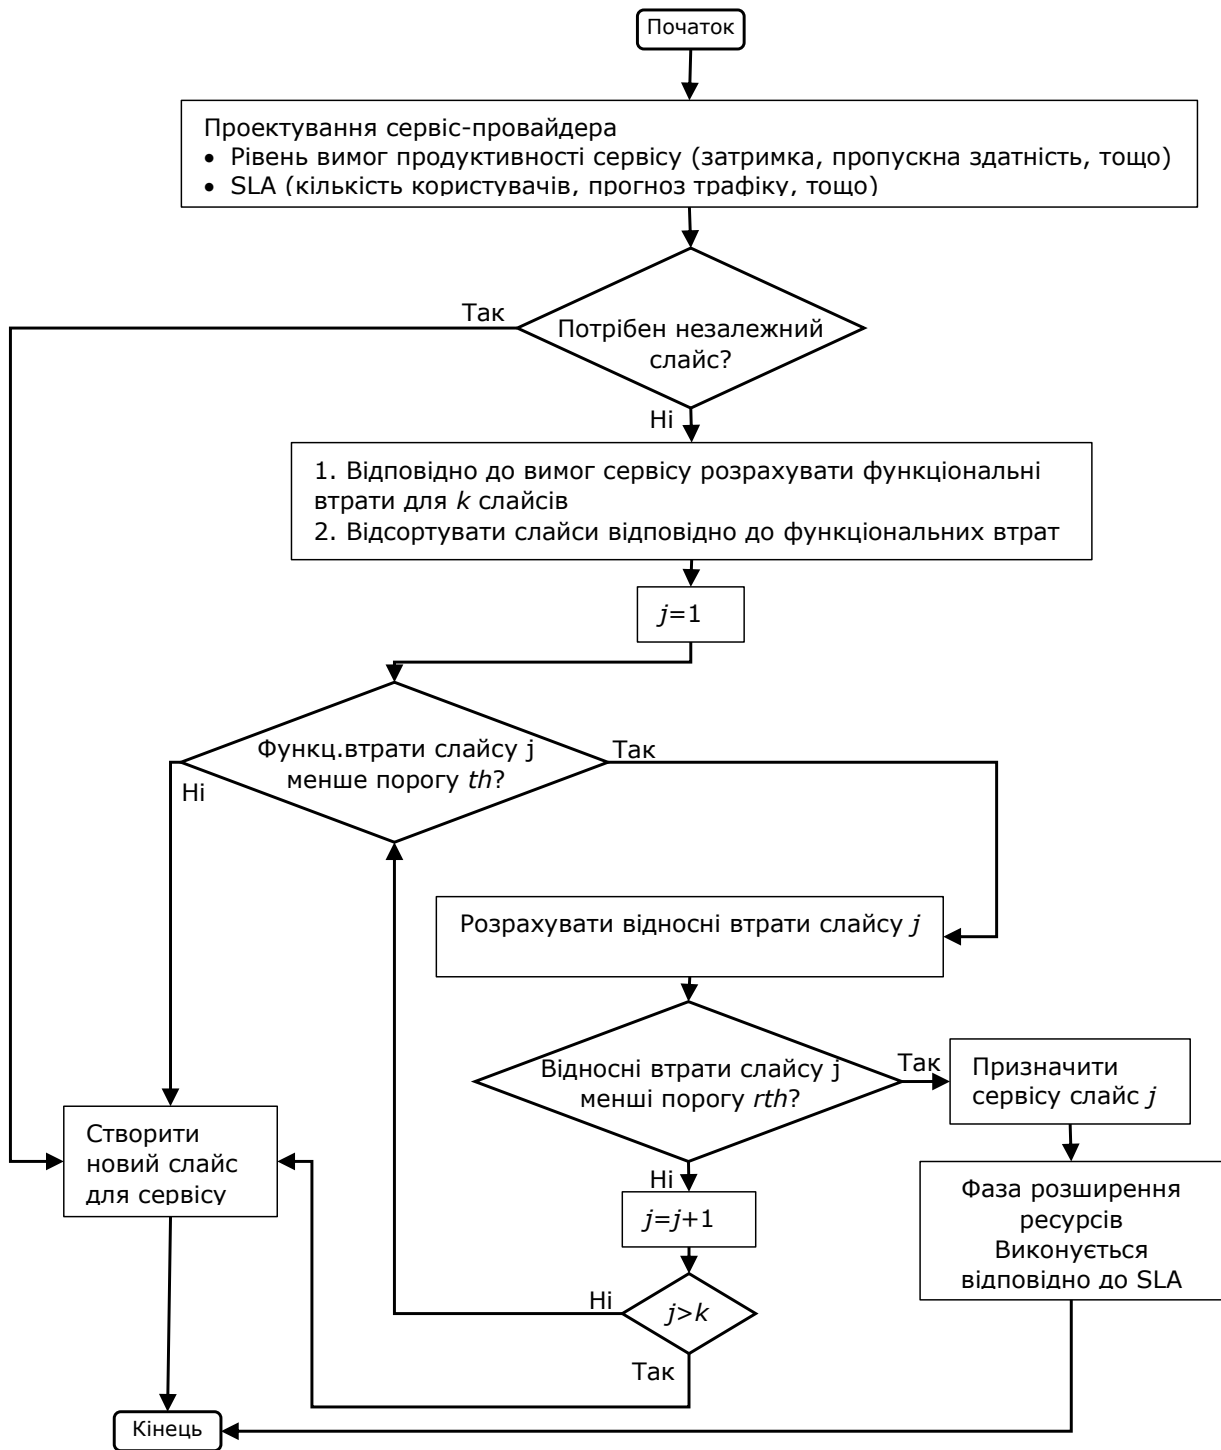 Початок
Проектування сервіс-провайдера
• Рівень вимог продуктивності сервісу (затримка, пропускна здатність, тощо)
• SLA (кількість користувачів, прогноз трафіку, тощо)
Так
Потрібен незалежний
слайс?
Ні
1. Відповідно до вимог сервісу розрахувати функціональні
втрати для k слайсів
2. Відсортувати слайси відповідно до функціональних втрат
j=1
Функц.втрати слайсу j
менше порогу th?
Так
Ні
Розрахувати відносні втрати слайсу j
Відносні втрати слайсу j
менші порогу rth?
Так
Призначити
сервісу слайс j
Створити
новий слайс
для сервісу
Ні
j=j+1
Фаза розширення
ресурсів
Виконується
відповідно до SLA
Ні
j>k
Так
Кінець